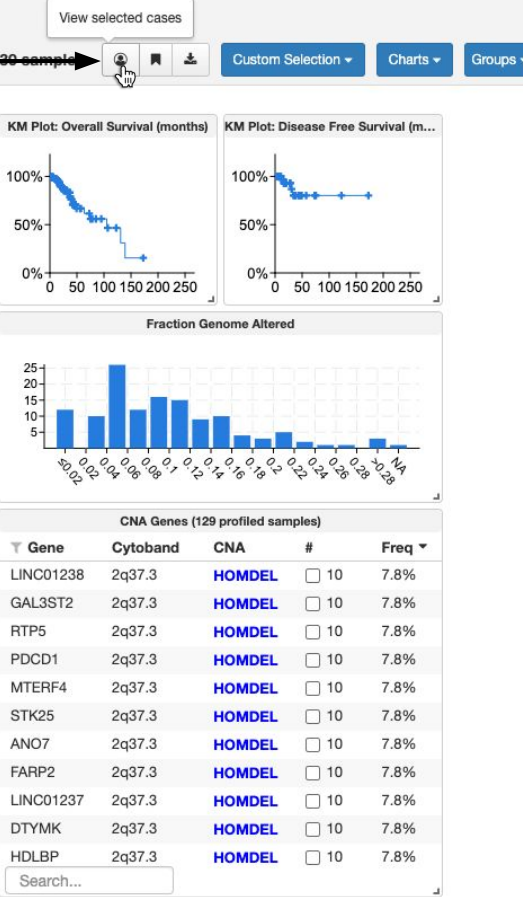 View selected cases
30 samples
Custom Selection
Charts
Groups
KM Plot: Overall Survival (months)
KM Plot: Disease Free Survival (m...
100%
50%
0%
0 50 100 150 200 250
100%
50%
0%
0 50 100 150 200 250
Fraction Genome Altered
25
20
15
10
5
≤0.02 0.02 0.04 0.06 0.08 0.1 0.12 0.14 0.16 0.18 0.2 0.22 0.24 0.26 0.28 >0.28 NA
CNA Genes (129 profiled samples)
Gene Cytoband CNA # Freq
LINC01238 2q37.3 HOMDEL 10 7.8%
GAL3ST2 2q37.3 HOMDEL 10 7.8%
RTP5 2q37.3 HOMDEL 10 7.8%
PDCD1 2q37.3 HOMDEL 10 7.8%
MTERF4 2q37.3 HOMDEL 10 7.8%
STK25 2q37.3 HOMDEL 10 7.8%
ANO7 2q37.3 HOMDEL 10 7.8%
FARP2 2q37.3 HOMDEL 10 7.8%
LINC01237 2q37.3 HOMDEL 10 7.8%
DTYMK 2q37.3 HOMDEL 10 7.8%
HDLBP 2q37.3 HOMDEL 10 7.8%
Search...